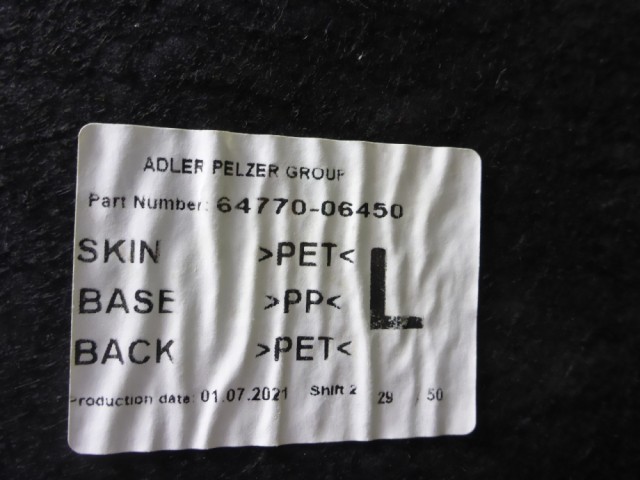 ADLER PELZER GROUP
Part Number: 64770-06450
SKIN >PET<
BASE >PP< L
BACK >PET<
Production date: 01.07.2021 Shift 2 29 50